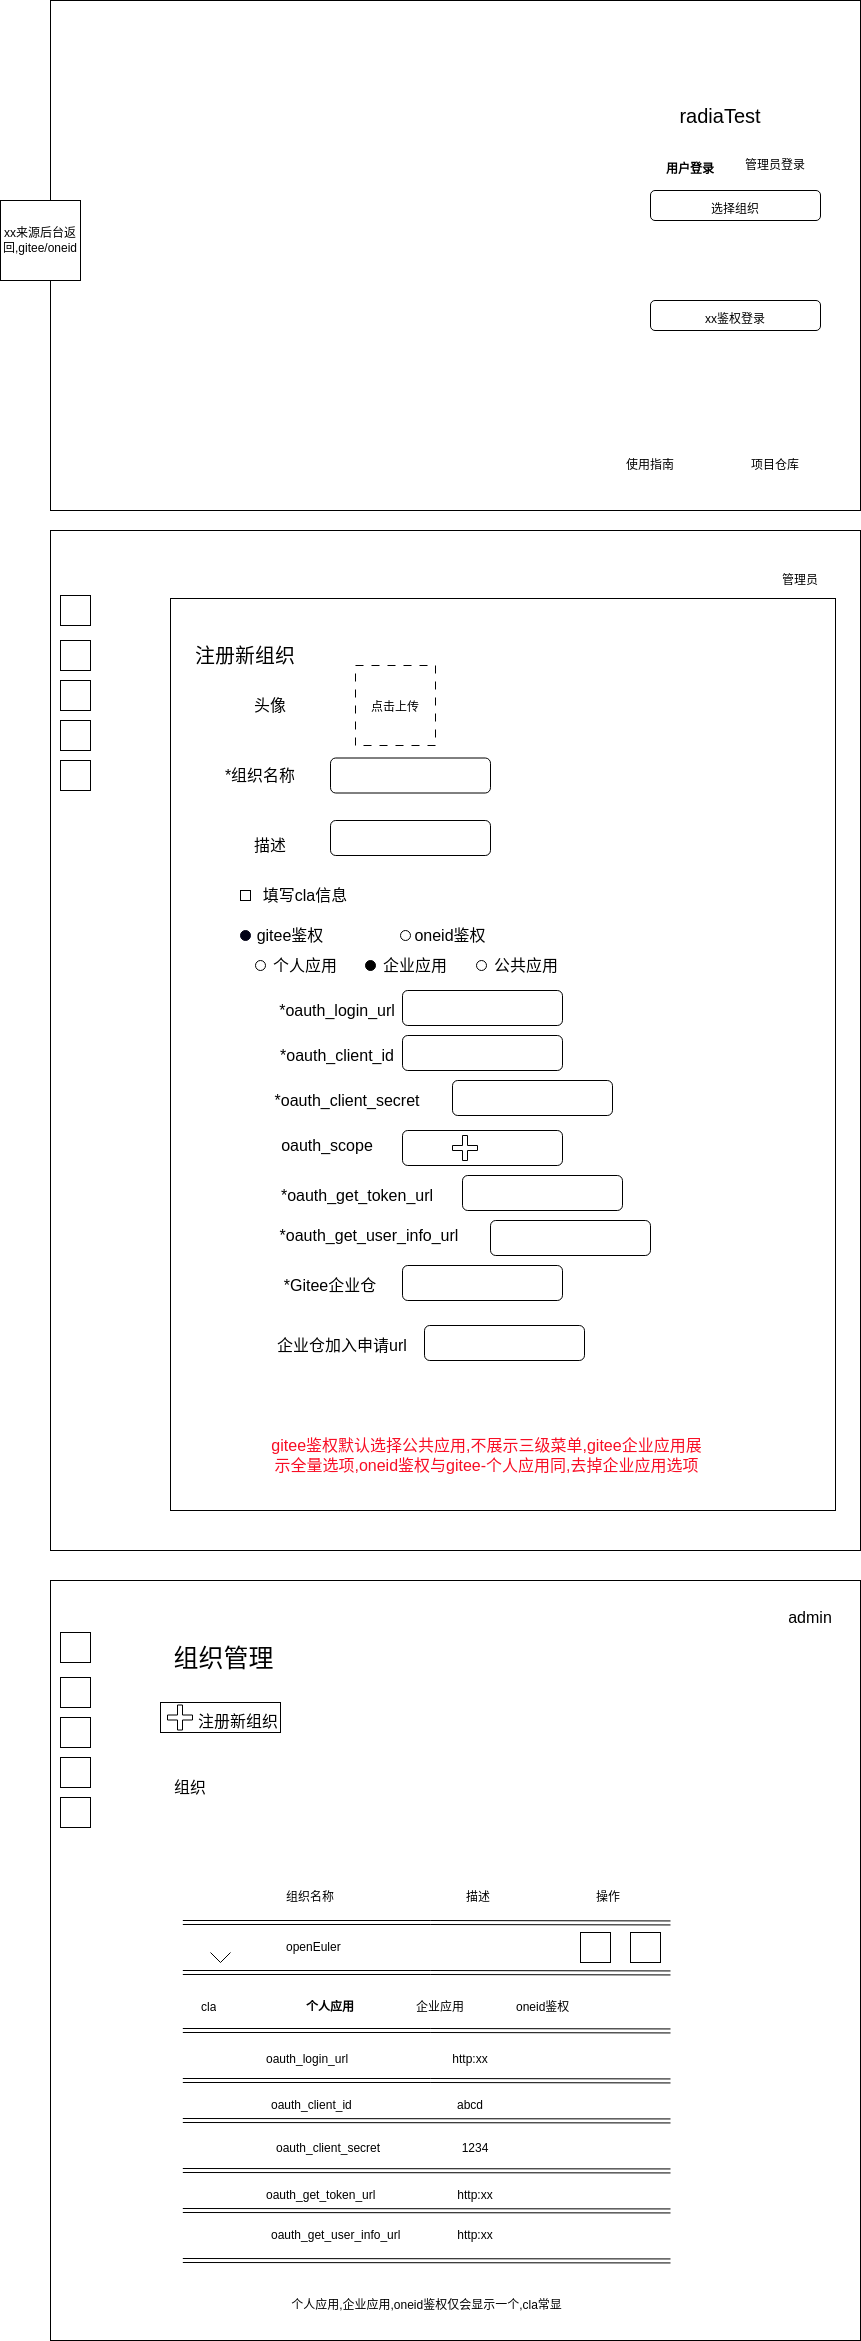 radiaTest
用户登录
管理员登录
选择组织
xx来源后台返
回,gitee/oneid
xx鉴权登录
使用指南
项目仓库
管理员
注册新组织
头像
点击上传
*组织名称
描述
填写cla信息
gitee鉴权
oneid鉴权
个人应用
企业应用
公共应用
*oauth_login_url
*oauth_client_id
*oauth_client_secret
oauth_scope
*oauth_get_token_url
*oauth_get_user_info_url
*Gitee企业仓
企业仓加入申请url
gitee鉴权默认选择公共应用,不展示三级菜单,gitee企业应用展
示全量选项,oneid鉴权与gitee-个人应用同,去掉企业应用选项
admin
组织管理
注册新组织
组织
组织名称
描述
操作
openEuler
cla
个人应用
企业应用
oneid鉴权
oauth_login_url
http:xx
oauth_client_id
abcd
oauth_client_secret
1234
oauth_get_token_url
http:xx
oauth_get_user_info_url
http:xx
个人应用,企业应用,oneid鉴权仅会显示一个,cla常显